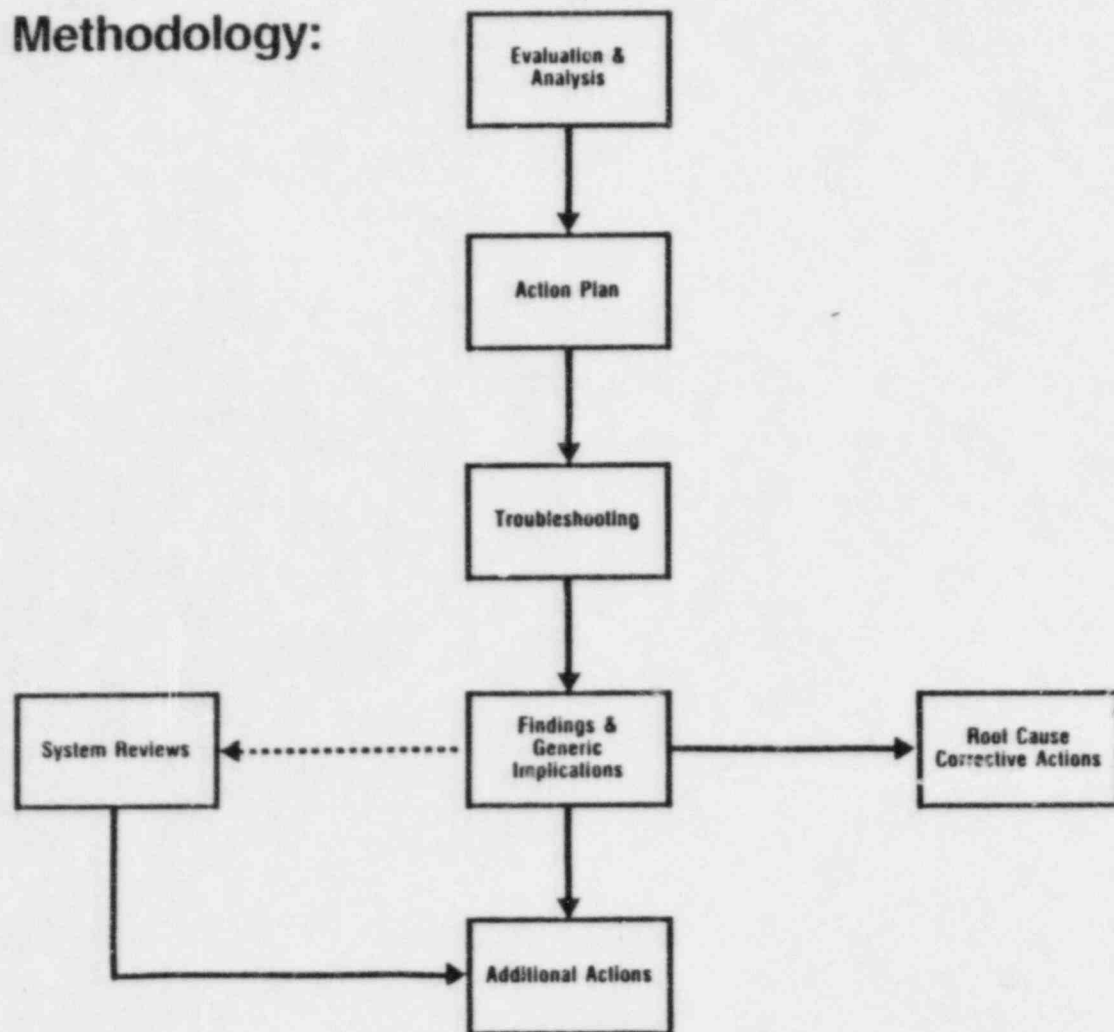 Methodology:
Evaluation &
Analysis
Action Plan
Troubleshooting
System Reviews
Findings &
Generic
Implications
Root Cause
Corrective Actions
Additional Actions